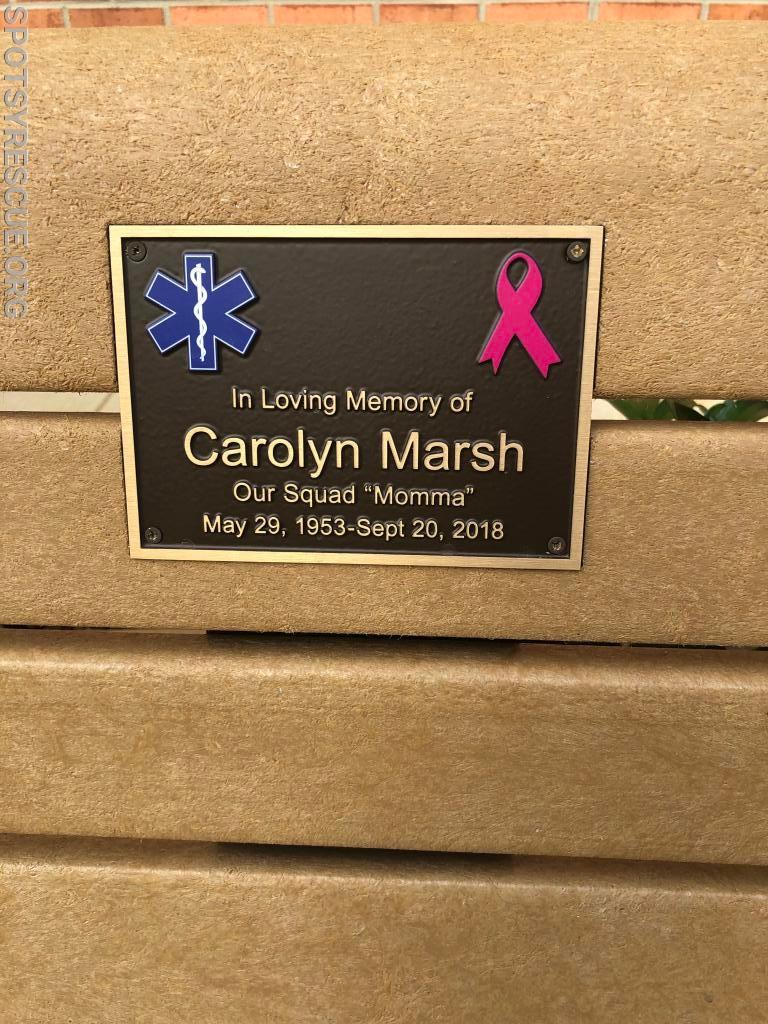 SPOTSYRESCUE.ORG
In Loving Memory of
Carolyn Marsh
Our Squad “Momma”
May 29, 1953-Sept 20, 2018